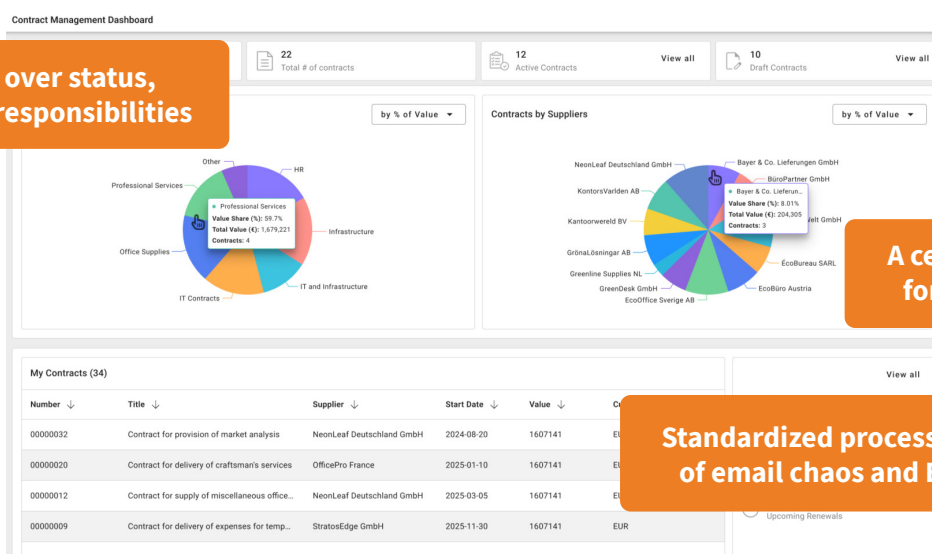 Contract Management Dashboard
over status,
responsibilities
22
Total # of contracts
12
Active Contracts
View all
10
Draft Contracts
View all
by % of Value
Contracts by Suppliers
by % of Value
Other
HR
Professional Services
Infrastructure
Office Supplies
IT and Infrastructure
IT Contracts
Professional Services
Value Share (%): 59.7%
Total Value (€): 1,679,221
Contracts: 4
NeonLeaf Deutschland GmbH
Bayer & Co. Lieferungen GmbH
BüroPartner GmbH
KontorsVärlden AB
Bayer & Co. Lieferun...
Value Share (%): 8.01%
Total Value (€): 204,305
Contracts: 3
GmbH
Kantoorwereld BV
GrönaLösningar AB
ÉcoBureau SARL
Greenline Supplies NL
GreenDesk GmbH
EcoBüro Austria
EcoOffice Sverige AB
A
for
My Contracts (34)
View all
Number
Title
Supplier
Start Date
Value
00000032
Contract for provision of market analysis
NeonLeaf Deutschland GmbH
2024-08-20
1607141
00000020
Contract for delivery of craftsman's services
OfficePro France
2025-01-10
1607141
00000012
Contract for supply of miscellaneous office...
NeonLeaf Deutschland GmbH
2025-03-05
1607141
00000009
Contract for delivery of expenses for temp...
StratosEdge GmbH
2025-11-30
1607141
EUR
Standardized process
of email chaos and
Upcoming Renewals